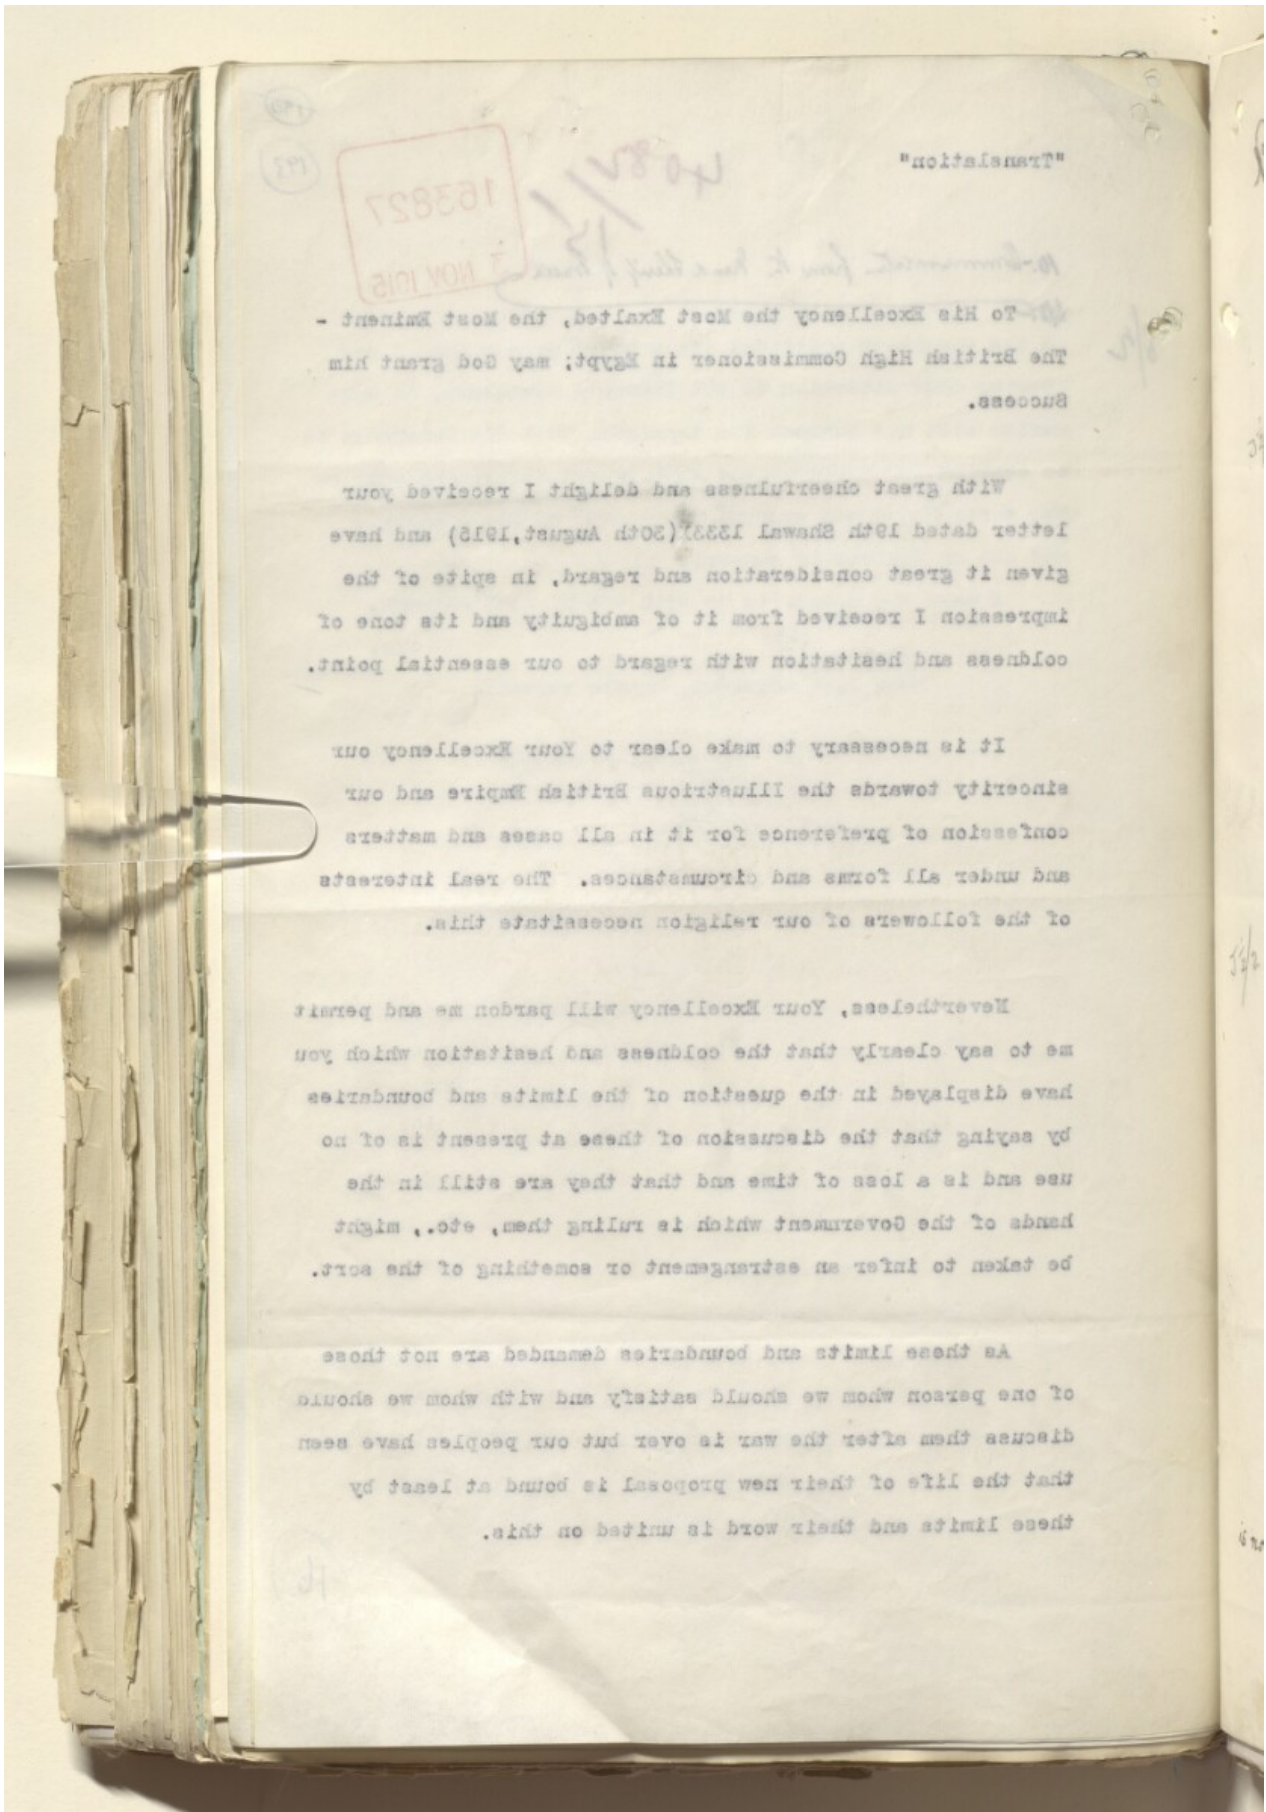 "Translation"
163827
NOV 1915
To His Excellency the Most Exalted, the Most Eminent -
The British High Commissioner in Egypt; may God grant him
Success.
With great cheerfulness and delight I received your
letter dated 19th Shawal 1333 (30th August,1915) and have
given it great consideration and regard, in spite of the
impression I received from it of ambiguity and its tone of
coldness and hesitation with regard to our essential point.
It is necessary to make clear to Your Excellency our
sincerity towards the Illustrious British Empire and our
confession of preference for it in all cases and matters
and under all forms and circumstances. The real interests
of the followers of our religion necessitate this.
Nevertheless, Your Excellency will pardon me and permit
me to say clearly that the coldness and hesitation which you
have displayed in the question of the limits and boundaries
by saying that the discussion of these at present is of no
use and is a loss of time and that they are still in the
hands of the Government which is ruling them, etc., might
be taken to infer an estrangement or something of the sort.
As these limits and boundaries demanded are not those
of one person whom we should satisfy and with whom we should
discuss them after the war is over but our peoples have seen
that the life of their new proposal is bound at least by
these limits and their word is united on this.